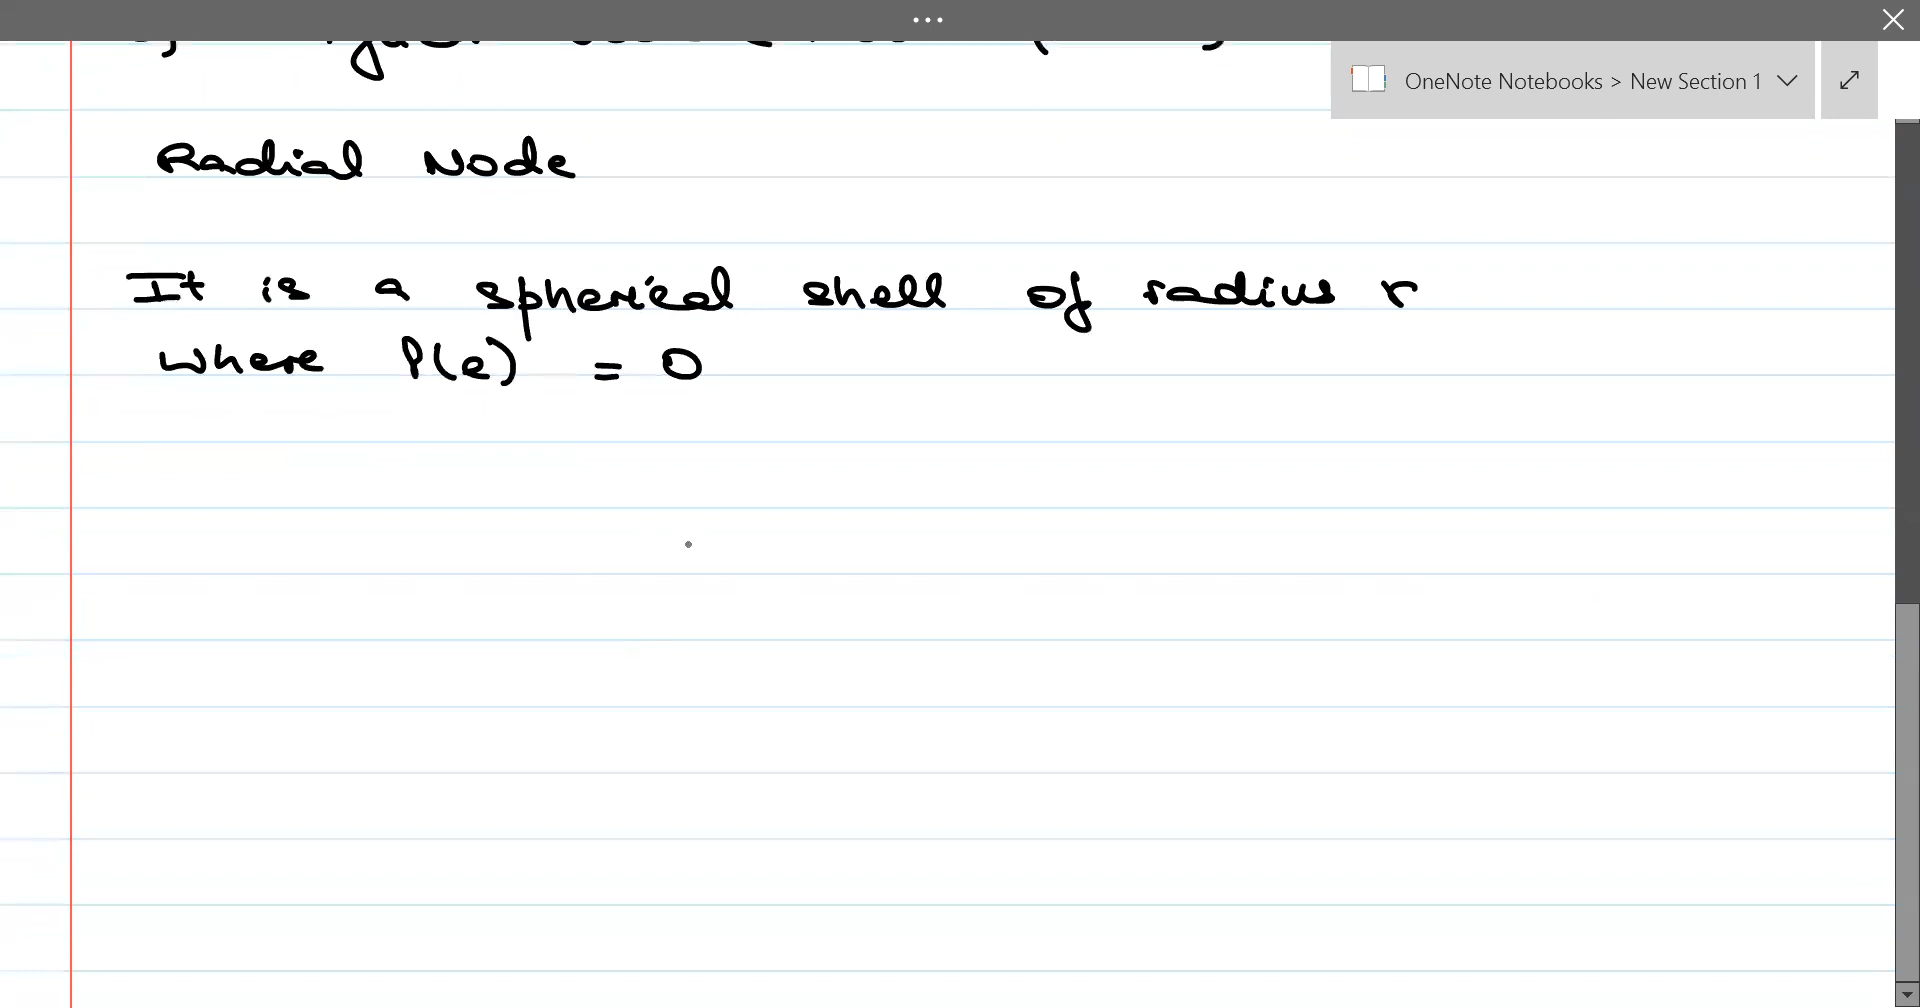 OneNote Notebooks > New Section 1
Radial Node
It is a spherical shell of radius r
where P(e) = 0